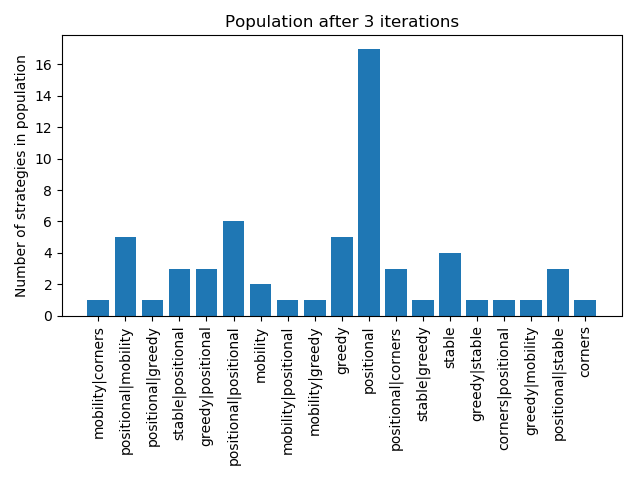 Population after 3 iterations
Number of strategies in population
16
14
12
10
8
6
4
2
0
mobility|corners
positional|mobility
positional|greedy
stable|positional
greedy|positional
positional|positional
mobility
mobility|positional
mobility|greedy
greedy
positional
positional|corners
stable|greedy
stable
greedy|stable
corners|positional
greedy|mobility
positional|stable
corners